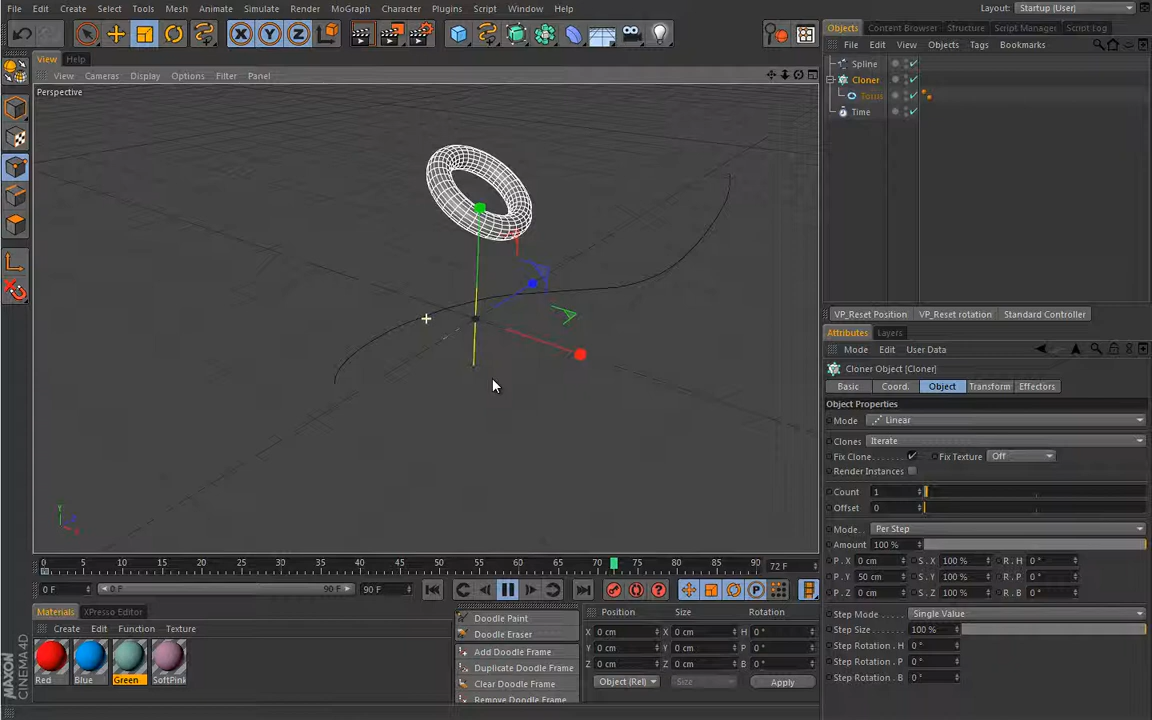 File Edit Create Select Tools Mesh Animate Simulate Render MoGraph Character Plugins Script Window Help Layout: Startup (User)
View Help
View Cameras Display Options Filter Panel
Perspective
Y
Objects Content Browser Structure Script Manager Script Log
File Edit View Objects Tags Bookmarks
Spline
Cloner
Torus
Time
VP_Reset Position VP_Reset rotation Standard Controller
Attributes Layers
Mode Edit User Data
Cloner Object [Cloner]
Basic Coord. Object Transform Effectors
Object Properties
Mode Linear
Clones Iterate
Fix Clone Fix Texture Off
Render Instances
Count 1
Offset 0
Mode Per Step
Amount 100 %
P . X 0 cm S . X 100 % R . H 0 °
P . Y 50 cm S . Y 100 % R . P 0 °
P . Z 0 cm S . Z 100 % R . B 0 °
Step Mode Single Value
Step Size 100 %
Step Rotation . H 0 °
Step Rotation . P 0 °
Step Rotation . B 0 °
0 5 10 15 20 25 30 35 40 45 50 55 60 65 70 75 80 85 90 72 F
0 F 0 F 90 F 90 F
Materials XPresso Editor
Create Edit Function Texture
Red Blue Green SoftPink
Doodle Paint
Doodle Eraser
Add Doodle Frame
Duplicate Doodle Frame
Clear Doodle Frame
Remove Doodle Frame
Position Size Rotation
X 0 cm X 0 cm H 0 °
Y 0 cm Y 0 cm P 0 °
Z 0 cm Z 0 cm B 0 °
Object (Rel) Size Apply
MAXON
CINEMA4D